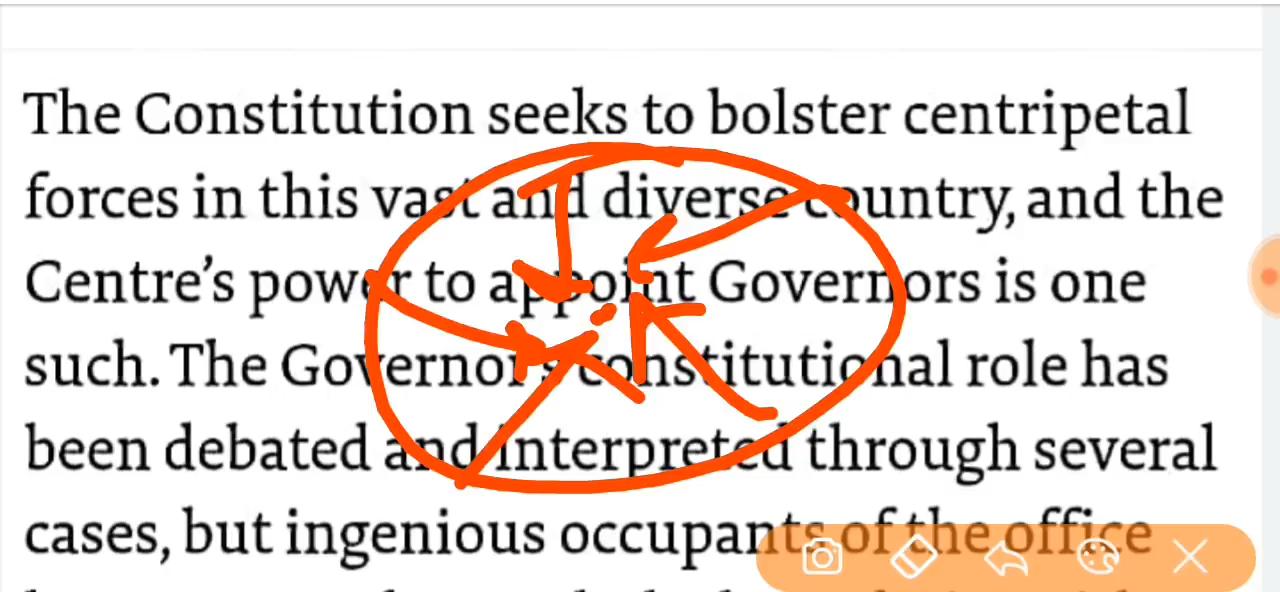 The Constitution seeks to bolster centripetal
forces in this vast and diverse country, and the
Centre’s power to appoint Governors is one
such. The Governor’s constitutional role has
been debated and interpreted through several
cases, but ingenious occupants of the office